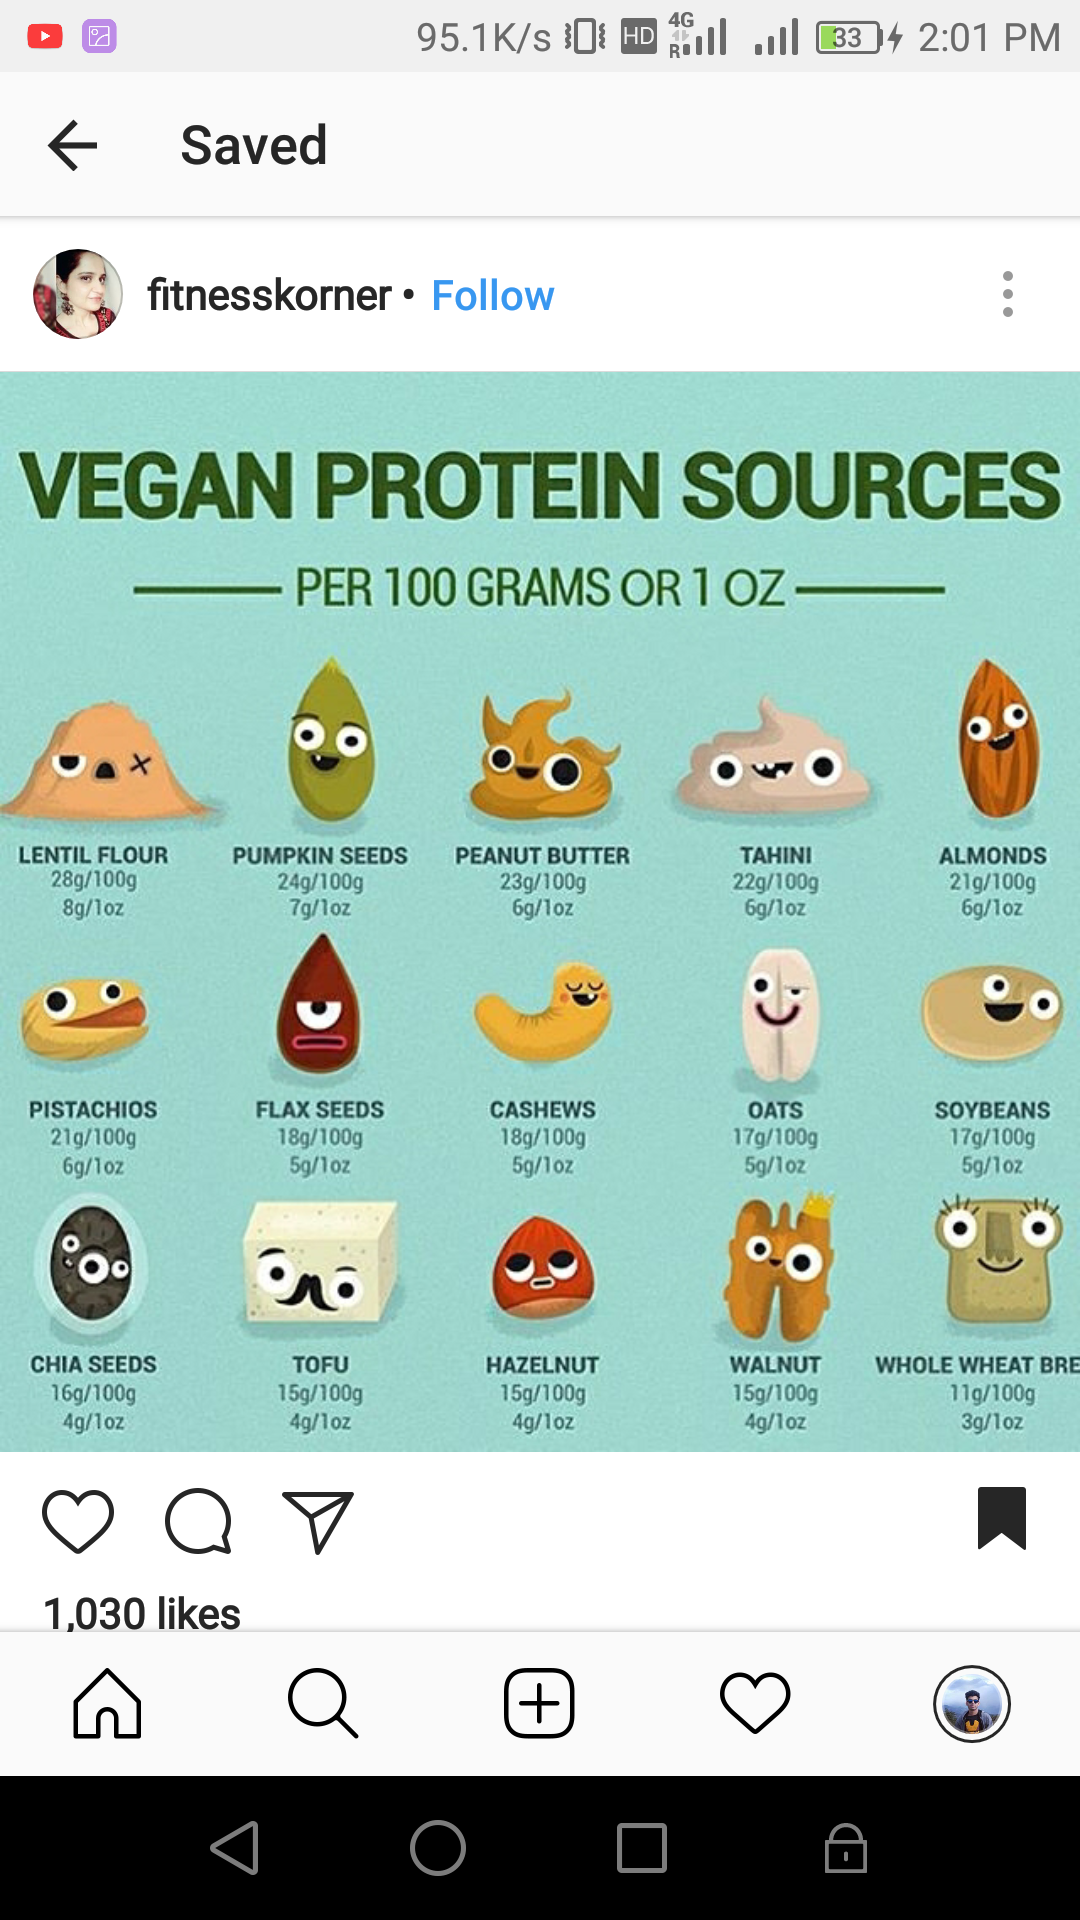 95.1K/s HD 4G R 33 2:01 PM
Saved
fitnesskorner • Follow
VEGAN PROTEIN SOURCES
PER 100 GRAMS OR 1 OZ
LENTIL FLOUR
28g/100g
8g/1oz
PUMPKIN SEEDS
24g/100g
7g/1oz
PEANUT BUTTER
23g/100g
6g/1oz
TAHINI
22g/100g
6g/1oz
ALMONDS
21g/100g
6g/1oz
PISTACHIOS
21g/100g
6g/1oz
FLAX SEEDS
18g/100g
5g/1oz
CASHEWS
18g/100g
5g/1oz
OATS
17g/100g
5g/1oz
SOYBEANS
17g/100g
5g/1oz
CHIA SEEDS
16g/100g
4g/1oz
TOFU
15g/100g
4g/1oz
HAZELNUT
15g/100g
4g/1oz
WALNUT
15g/100g
4g/1oz
WHOLE WHEAT BRE
11g/100g
3g/1oz
1,030 likes